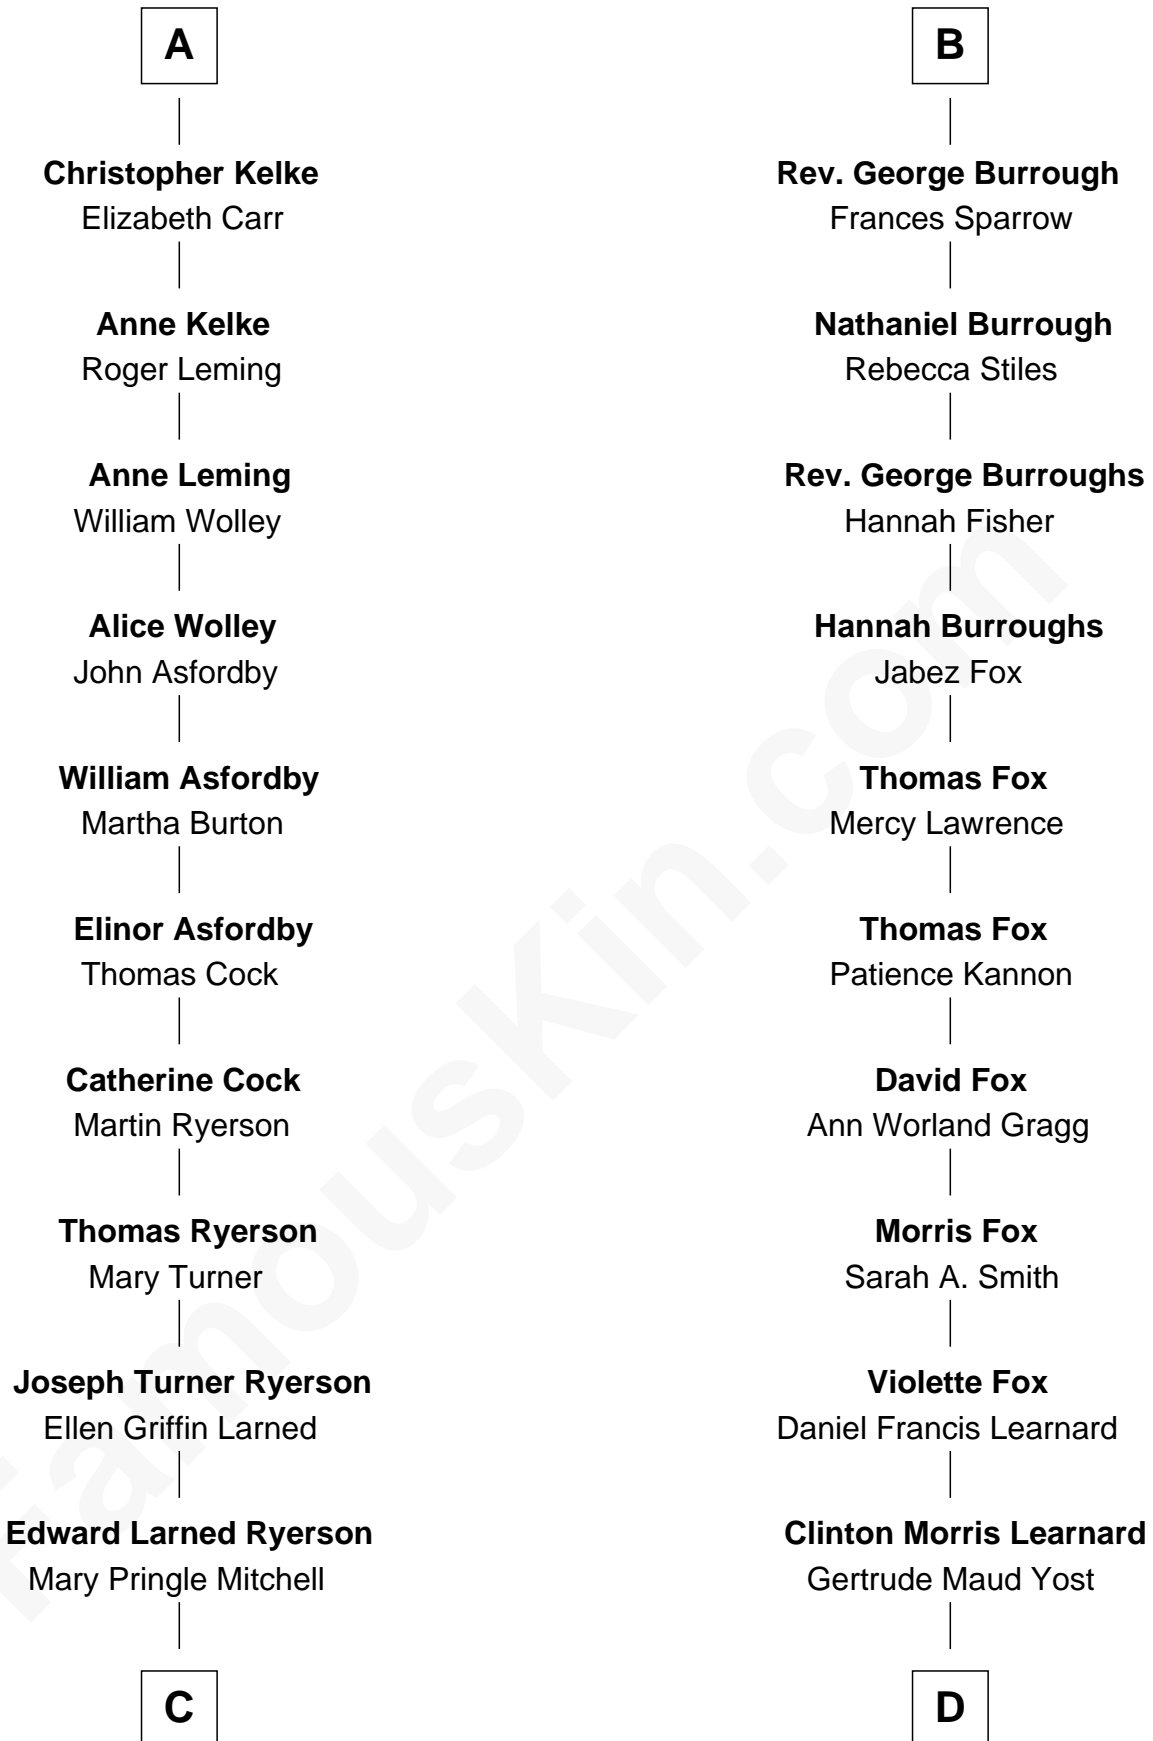 A
Christopher Kelke
Elizabeth Carr
Anne Kelke
Roger Leming
Anne Leming
William Wolley
Alice Wolley
John Asfordby
William Asfordby
Martha Burton
Elinor Asfordby
Thomas Cock
Catherine Cock
Martin Ryerson
Thomas Ryerson
Mary Turner
Joseph Turner Ryerson
Ellen Griffin Larned
Edward Larned Ryerson
Mary Pringle Mitchell
C
B
Rev. George Burrough
Frances Sparrow
Nathaniel Burrough
Rebecca Stiles
Rev. George Burroughs
Hannah Fisher
Hannah Burroughs
Jabez Fox
Thomas Fox
Mercy Lawrence
Thomas Fox
Patience Kannon
David Fox
Ann Worland Gragg
Morris Fox
Sarah A. Smith
Violette Fox
Daniel Francis Learnard
Clinton Morris Learnard
Gertrude Maud Yost
D
FamousKin.com